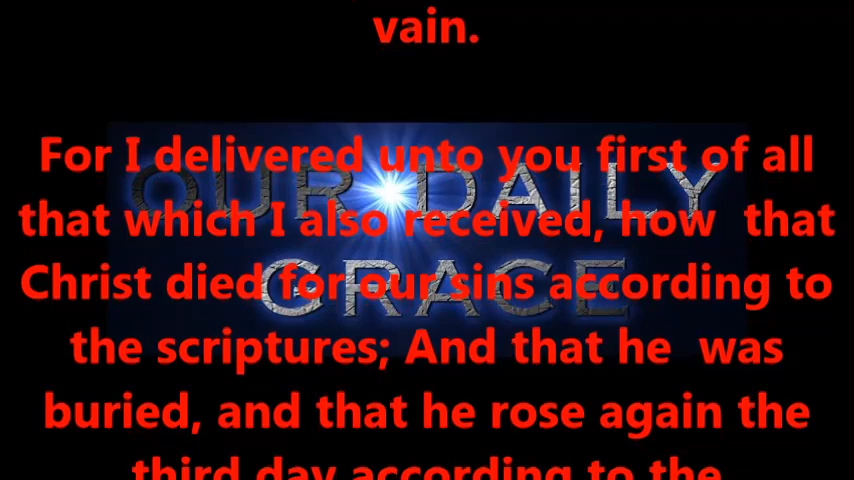 vain.
For I delivered unto you first of all
that which I also received, how that
Christ died for our sins according to
the scriptures; And that he was
buried, and that he rose again the
third day according to the
OUR DAILY
GRACE